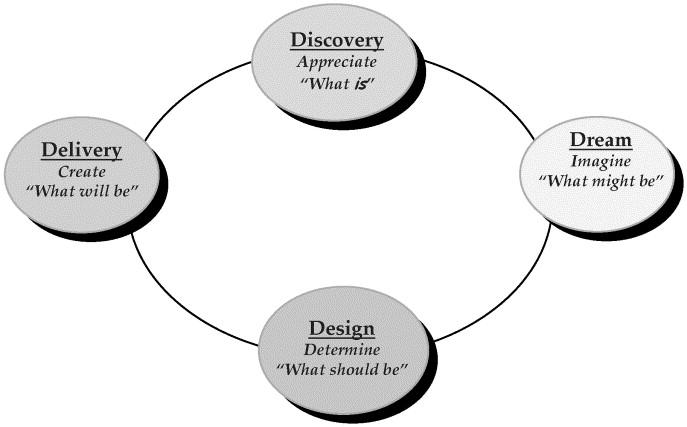 Discovery
Appreciate
“What is”
Dream
Imagine
“What might be”
Design
Determine
“What should be”
Delivery
Create
“What will be”